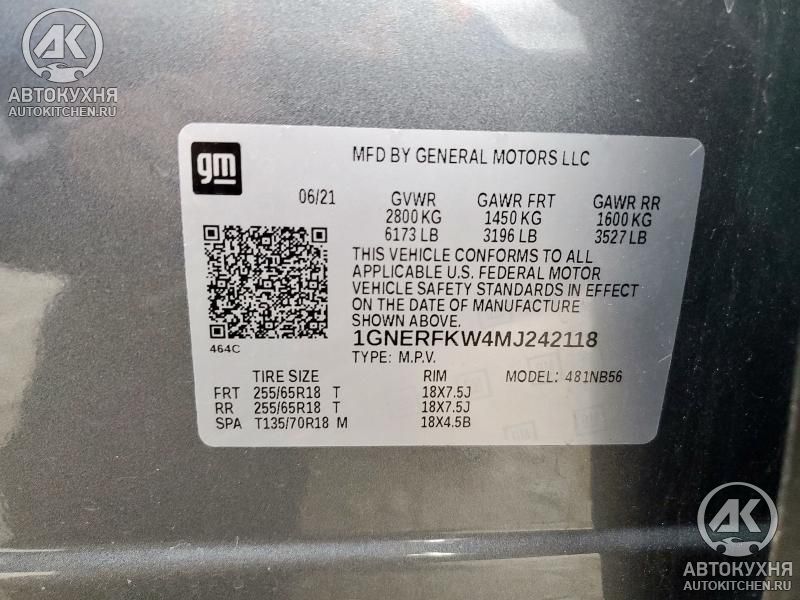 AK
АВТОКУХНЯ
AUTOKITCHEN.RU
gm
MFD BY GENERAL MOTORS LLC
06/21 GVWR GAWR FRT GAWR RR
2800 KG 1450 KG 1600 KG
6173 LB 3196 LB 3527 LB
THIS VEHICLE CONFORMS TO ALL
APPLICABLE U.S. FEDERAL MOTOR
VEHICLE SAFETY STANDARDS IN EFFECT
ON THE DATE OF MANUFACTURE
SHOWN ABOVE.
464C 1GNERFKW4MJ242118
TYPE: M.P.V.
TIRE SIZE RIM MODEL: 481NB56
FRT 255/65R18 T 18X7.5J
RR 255/65R18 T 18X7.5J
SPA T135/70R18 M 18X4.5B
AK
АВТОКУХНЯ
AUTOKITCHEN.RU